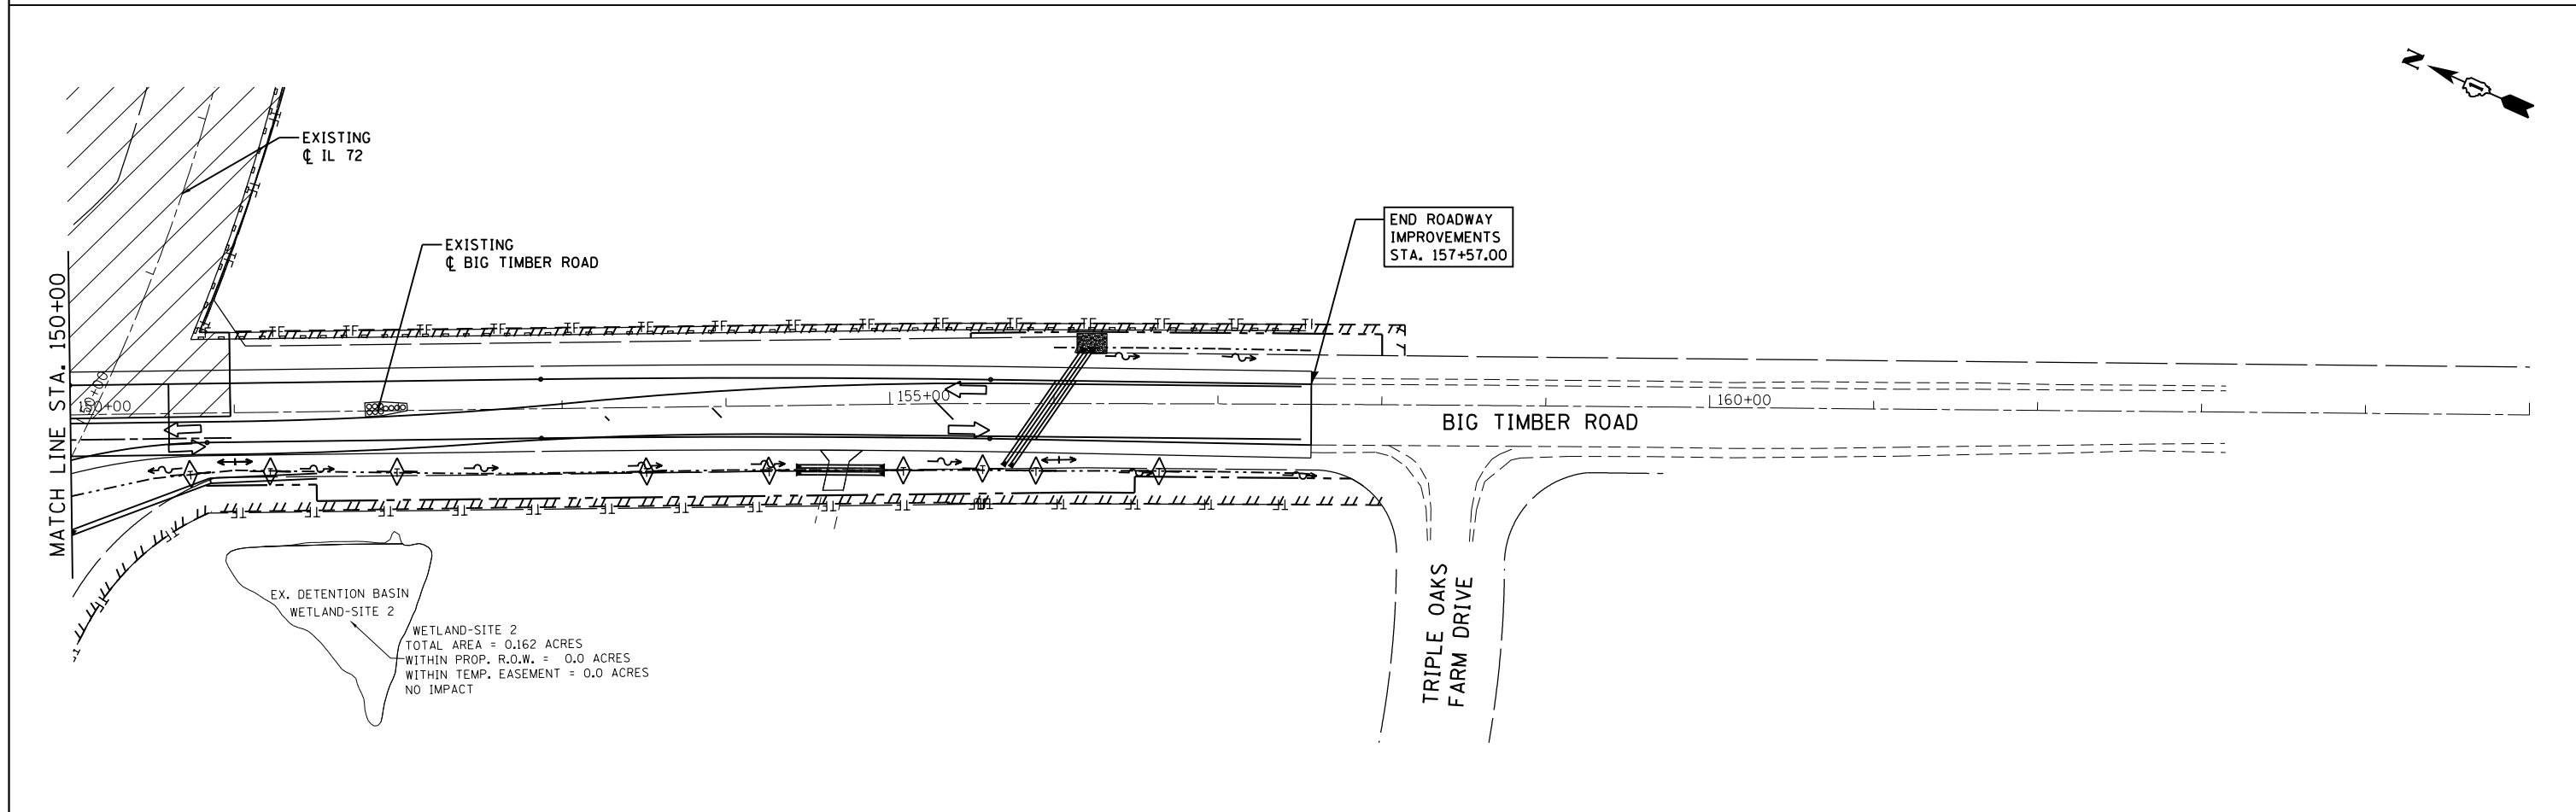 N
EXISTING
℄ IL 72
EXISTING
℄ BIG TIMBER ROAD
END ROADWAY
IMPROVEMENTS
STA. 157+57.00
MATCH LINE STA. 150+00
150+00
155+00
160+00
BIG TIMBER ROAD
TRIPLE OAKS
FARM DRIVE
EX. DETENTION BASIN
WETLAND-SITE 2
WETLAND-SITE 2
TOTAL AREA = 0.162 ACRES
WITHIN PROP. R.O.W. = 0.0 ACRES
WITHIN TEMP. EASEMENT = 0.0 ACRES
NO IMPACT